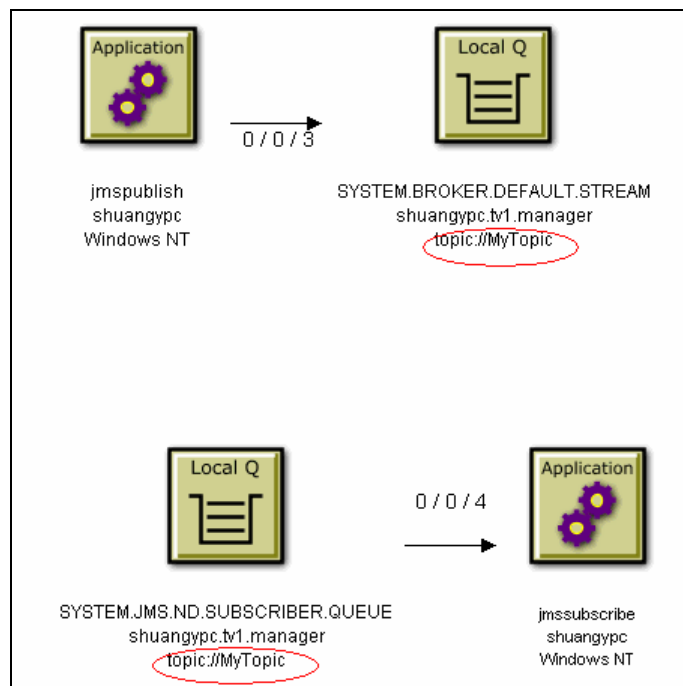 Application
Local Q
0 / 0 / 3
jmspublish
shuangypc
Windows NT
SYSTEM.BROKER.DEFAULT.STREAM
shuangypc.tv1.manager
topic://MyTopic
Local Q
Application
0 / 0 / 4
SYSTEM.JMS.ND.SUBSCRIBER.QUEUE
shuangypc.tv1.manager
topic://MyTopic
jmssubscribe
shuangypc
Windows NT